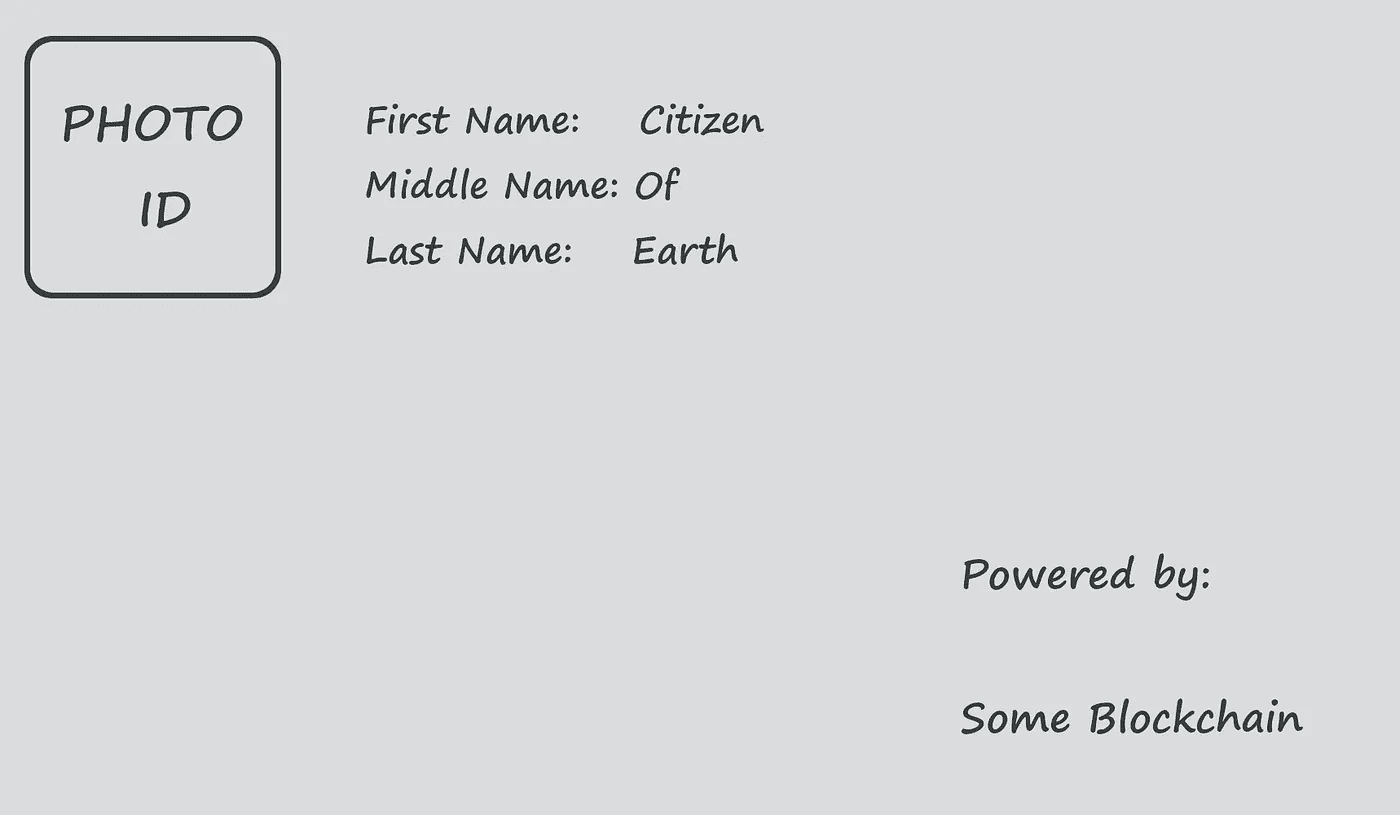 PHOTO
ID
First Name: Citizen
Middle Name: Of
Last Name: Earth
Powered by:
Some Blockchain